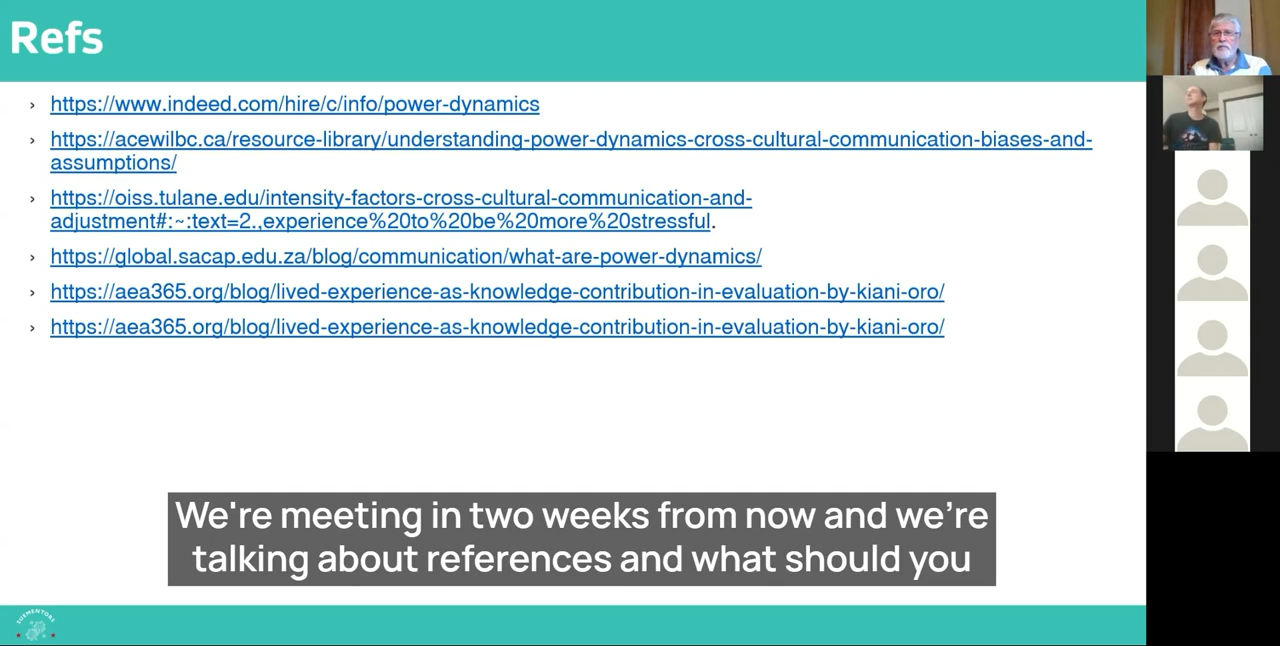 Refs
› https://www.indeed.com/hire/c/info/power-dynamics
› https://acewilbc.ca/resource-library/understanding-power-dynamics-cross-cultural-communication-biases-and-
assumptions/
› https://oiss.tulane.edu/intensity-factors-cross-cultural-communication-and-
adjustment#:~:text=2.,experience%20to%20be%20more%20stressful.
› https://global.sacap.edu.za/blog/communication/what-are-power-dynamics/
› https://aea365.org/blog/lived-experience-as-knowledge-contribution-in-evaluation-by-kiani-oro/
› https://aea365.org/blog/lived-experience-as-knowledge-contribution-in-evaluation-by-kiani-oro/
We're meeting in two weeks from now and we're
talking about references and what should you